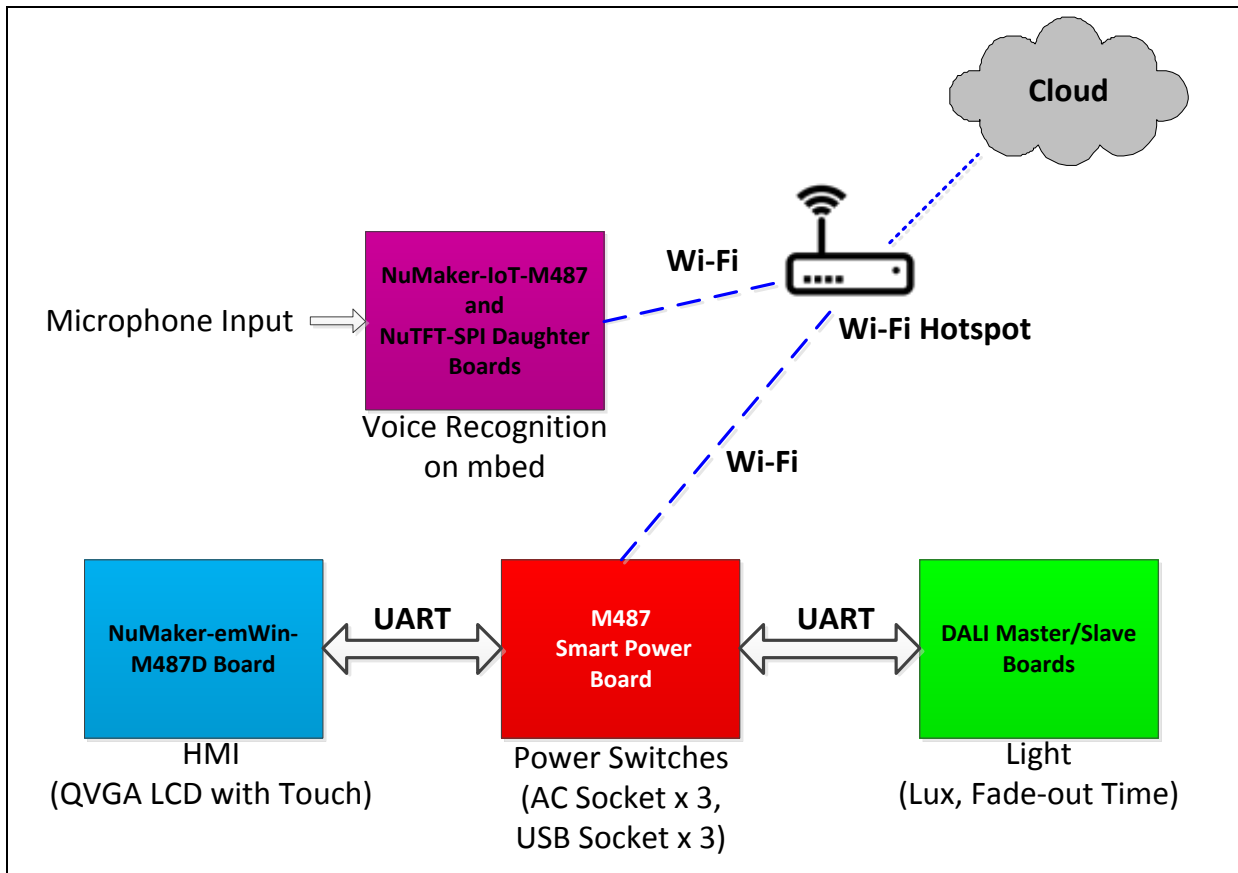 Cloud
Wi-Fi
NuMaker-IoT-M487
and
NuTFT-SPI Daughter
Boards
Microphone Input
Wi-Fi Hotspot
Voice Recognition
on mbed
Wi-Fi
NuMaker-emWin-
M487D Board
UART
M487
Smart Power
Board
UART
DALI Master/Slave
Boards
HMI
(QVGA LCD with Touch)
Power Switches
(AC Socket x 3,
USB Socket x 3)
Light
(Lux, Fade-out Time)